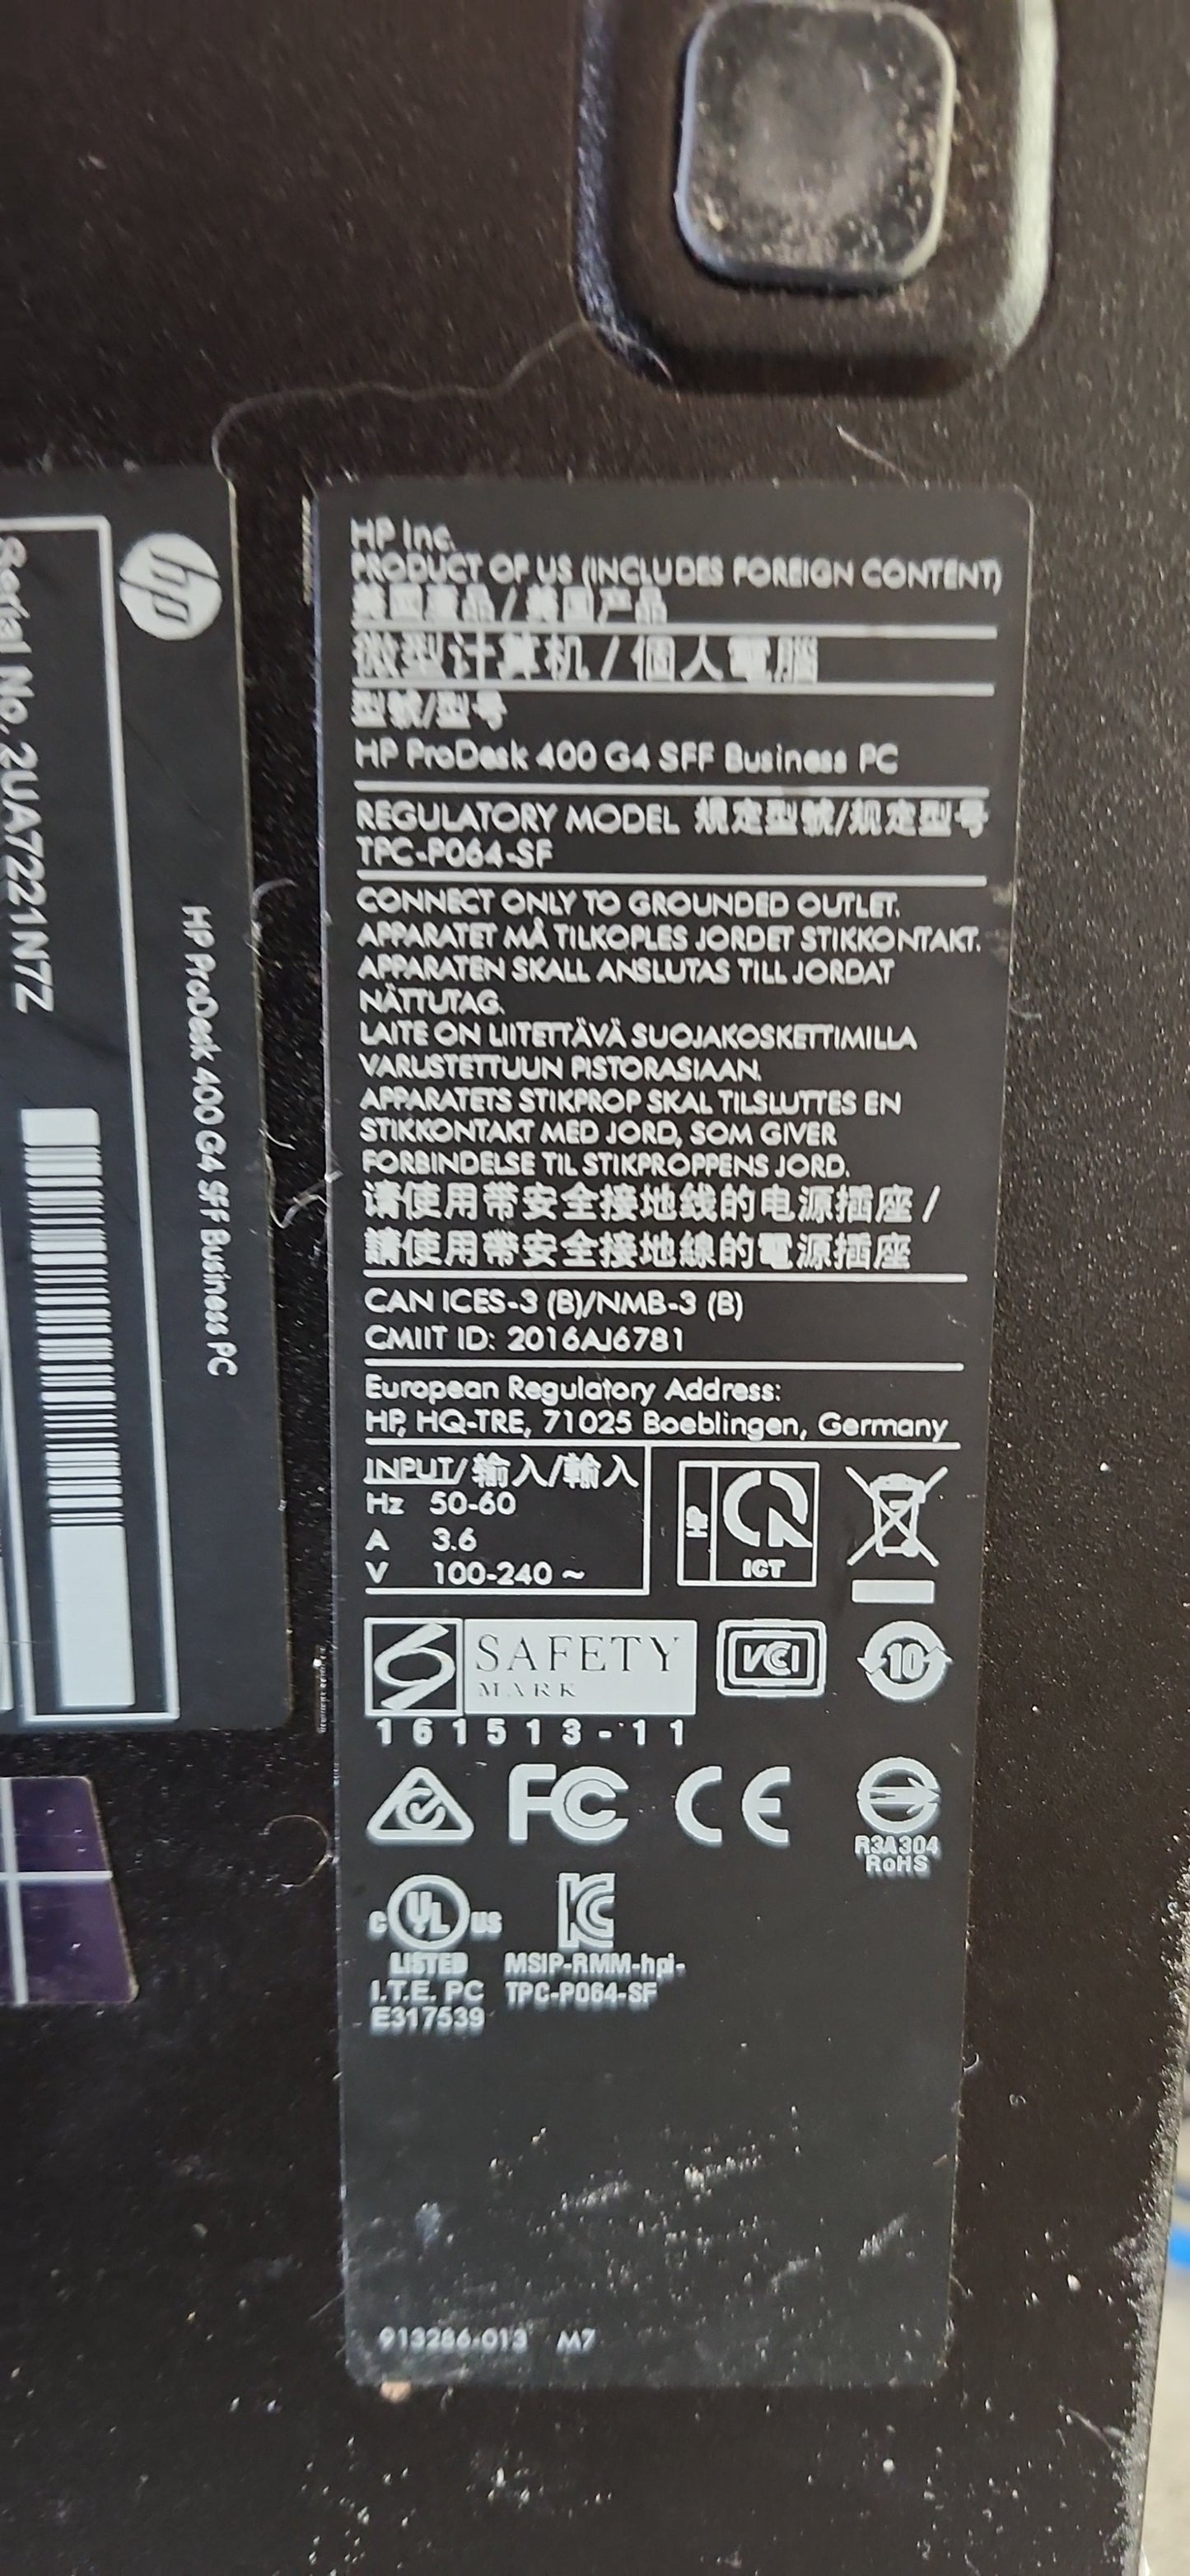 HP Inc.
PRODUCT OF US (INCLUDES FOREIGN CONTENT)
美國產品 / 美国产品
微型计算机 / 個人電腦
型號/型号
HP ProDesk 400 G4 SFF Business PC
REGULATORY MODEL 規定型號/规定型号
TPC-P064-SF
CONNECT ONLY TO GROUNDED OUTLET.
APPARATET MÅ TILKOPLES JORDET STIKKONTAKT.
APPARATEN SKALL ANSLUTAS TILL JORDAT
NÄTTUTAG.
LAITE ON LIITETTÄVÄ SUOJAKOSKETTIMILLA
VARUSTETTUUN PISTORASIAAN.
APPARATETS STIKPROP SKAL TILSLUTTES EN
STIKKONTAKT MED JORD, SOM GIVER
FORBINDELSE TIL STIKPROPPENS JORD.
请使用带安全接地线的电源插座 /
請使用帶安全接地線的電源插座
CAN ICES-3 (B)/NMB-3 (B)
CMIIT ID: 2016AJ6781
European Regulatory Address:
HP, HQ-TRE, 71025 Boeblingen, Germany
INPUT/输入/輸入
Hz 50-60
A 3.6
V 100-240 ~
HP
ICT
SAFETY
MARK
VCI
10
161513-11
FC CE
R3A304
RoHS
c UL us KC
LISTED MSIP-RMM-hpi-
I.T.E. PC TPC-P064-SF
E317539
913286-013 M7
hp
HP ProDesk 400 G4 SFF Business PC
Serial No. 2UA7221N7Z